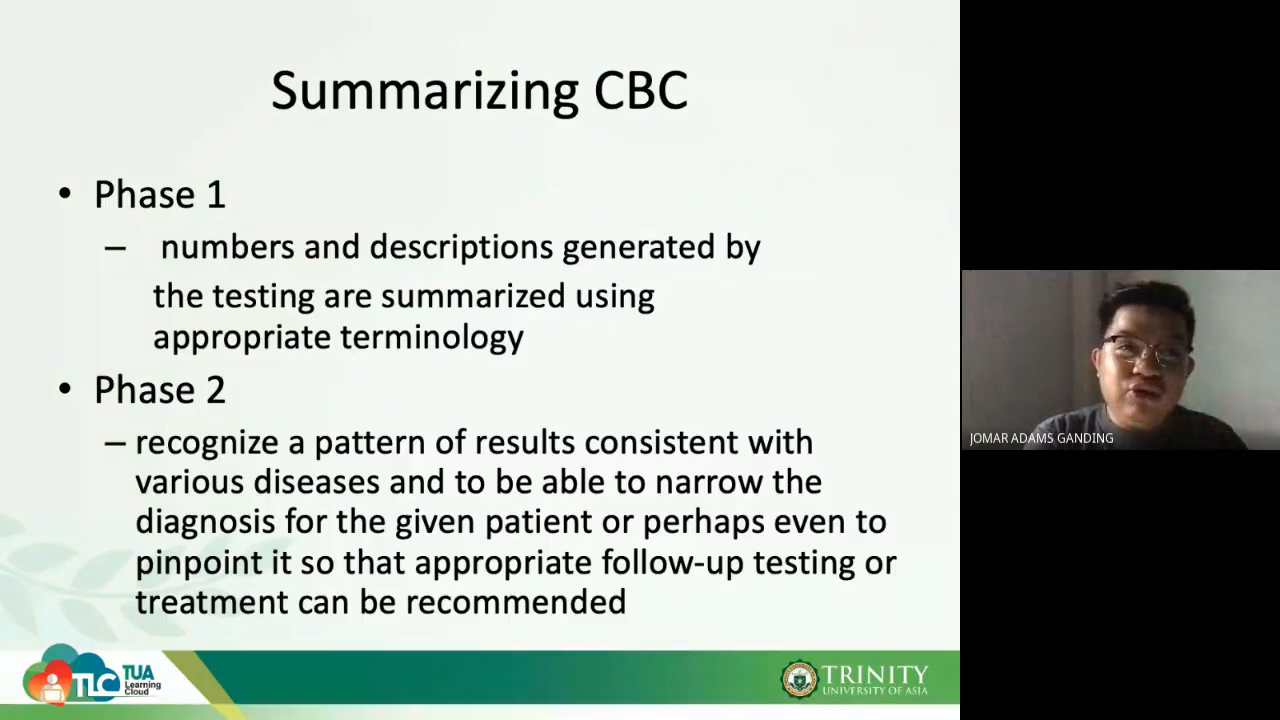 Summarizing CBC
• Phase 1
– numbers and descriptions generated by
the testing are summarized using
appropriate terminology
• Phase 2
– recognize a pattern of results consistent with
various diseases and to be able to narrow the
diagnosis for the given patient or perhaps even to
pinpoint it so that appropriate follow-up testing or
treatment can be recommended
JOMAR ADAMS GANDING
TLC TUA
Learning
Cloud
TRINITY
UNIVERSITY OF ASIA